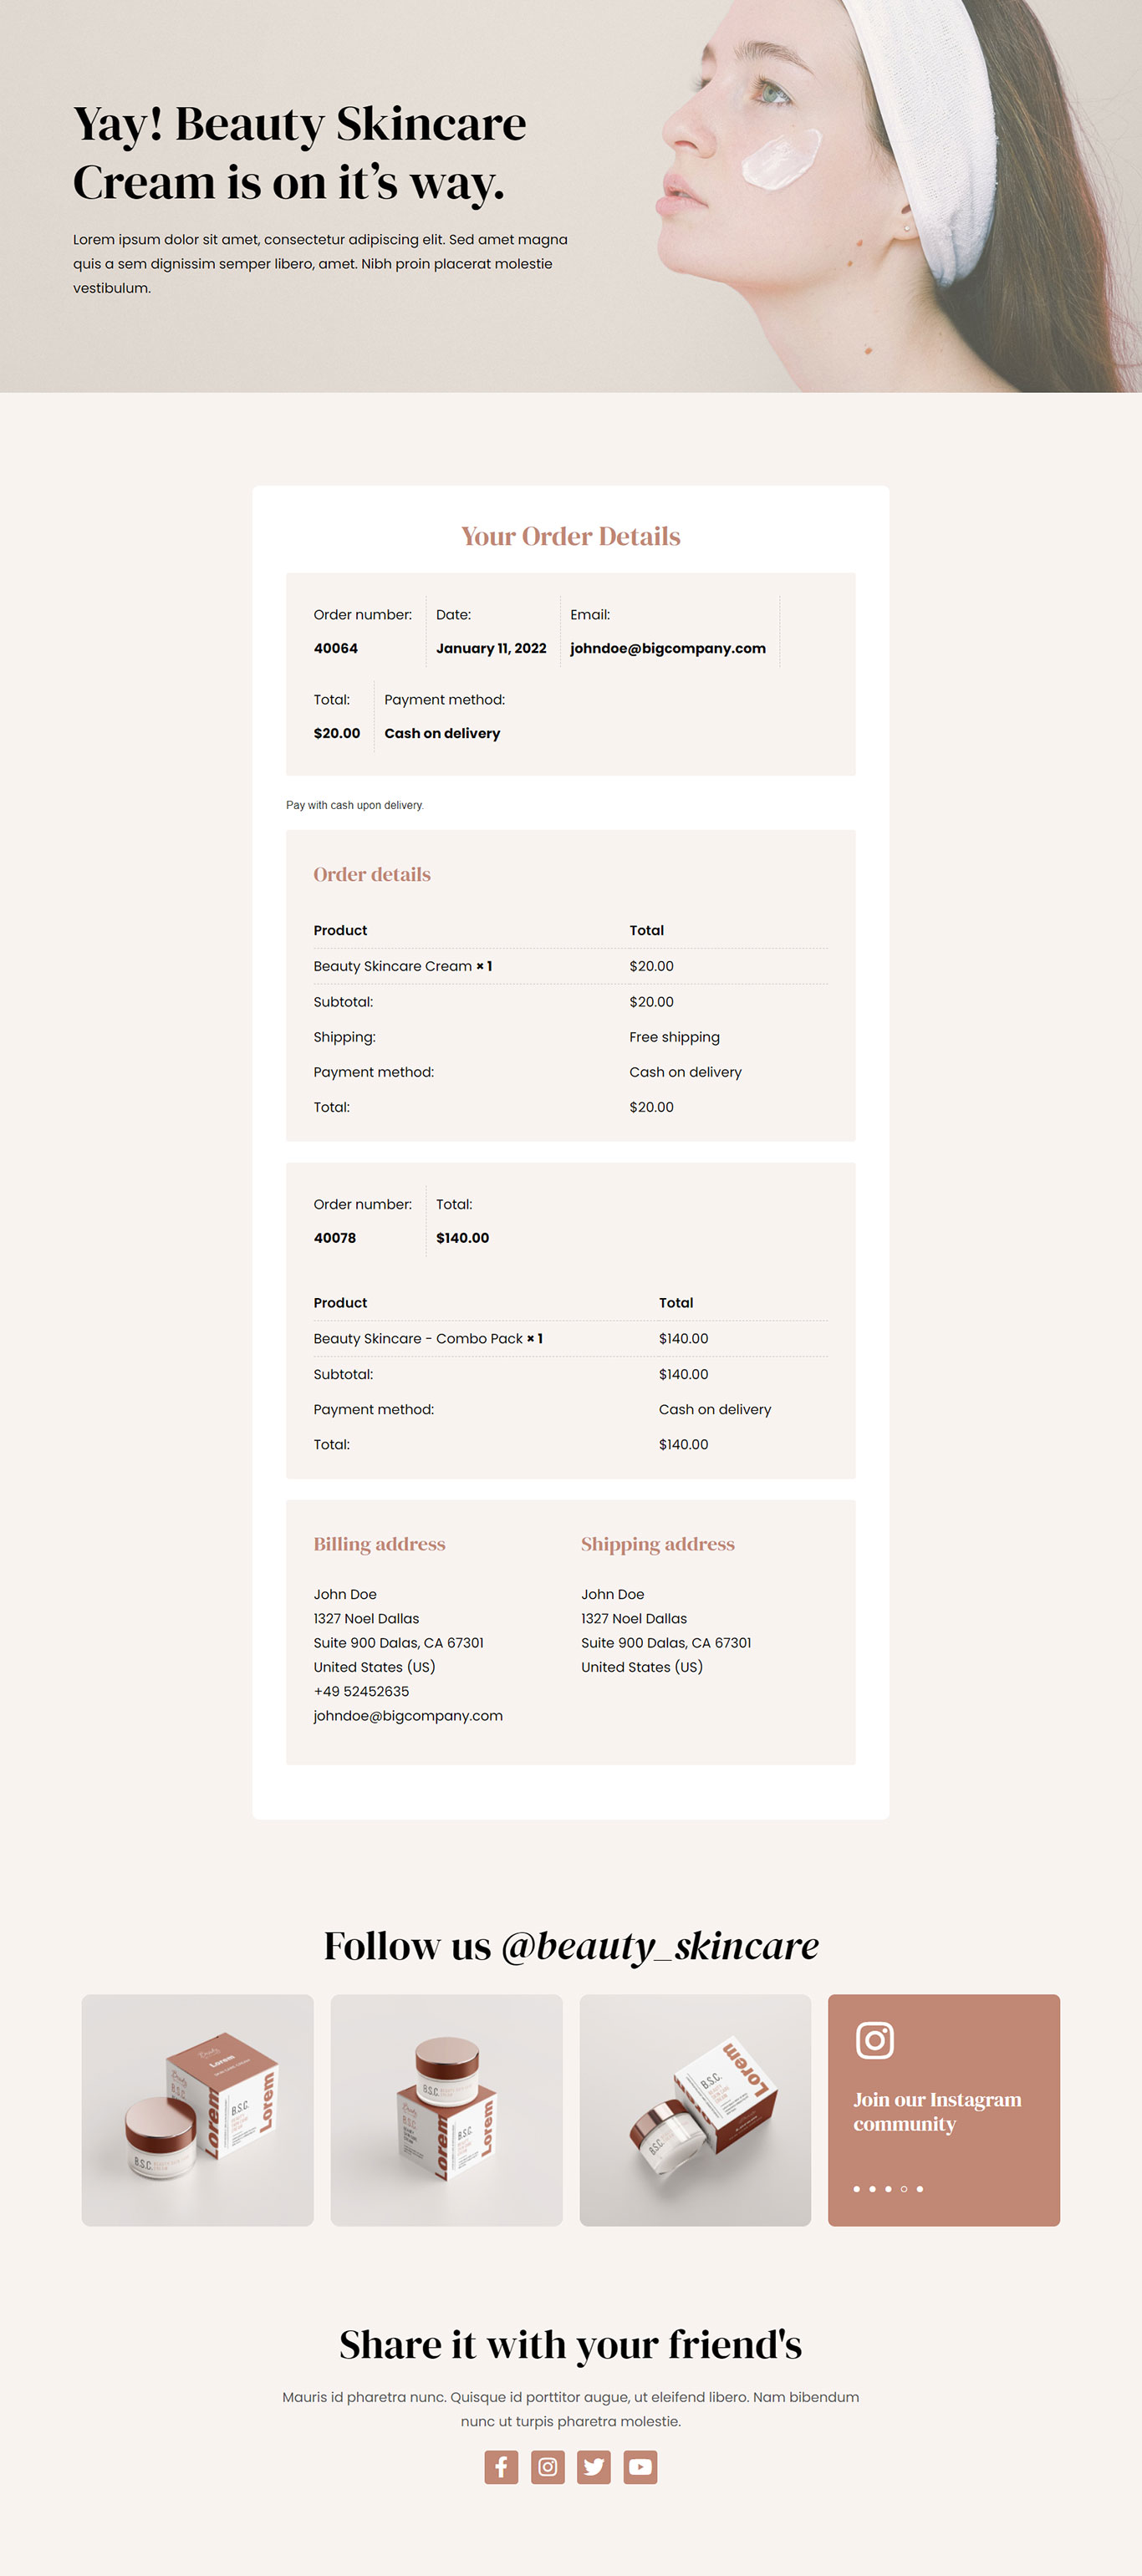 Yay! Beauty Skincare
Cream is on it’s way.
Lorem ipsum dolor sit amet, consectetur adipiscing elit. Sed amet magna
quis a sem dignissim semper libero, amet. Nibh proin placerat molestie
vestibulum.
Your Order Details
Order number: Date: Email:
40064 January 11, 2022 johndoe@bigcompany.com
Total: Payment method:
$20.00 Cash on delivery
Pay with cash upon delivery.
Order details
Product Total
Beauty Skincare Cream × 1 $20.00
Subtotal: $20.00
Shipping: Free shipping
Payment method: Cash on delivery
Total: $20.00
Order number: Total:
40078 $140.00
Product Total
Beauty Skincare - Combo Pack × 1 $140.00
Subtotal: $140.00
Payment method: Cash on delivery
Total: $140.00
Billing address Shipping address
John Doe John Doe
1327 Noel Dallas 1327 Noel Dallas
Suite 900 Dalas, CA 67301 Suite 900 Dalas, CA 67301
United States (US) United States (US)
+49 52452635
johndoe@bigcompany.com
Follow us @beauty_skincare
Lorem
Lorem
Lorem
B.S.C.
B.S.C.
B.S.C.
B.S.C.
Lorem
Lorem
B.S.C.
Lorem
B.S.C.
Join our Instagram
community
Share it with your friend's
Mauris id pharetra nunc. Quisque id porttitor augue, ut eleifend libero. Nam bibendum
nunc ut turpis pharetra molestie.